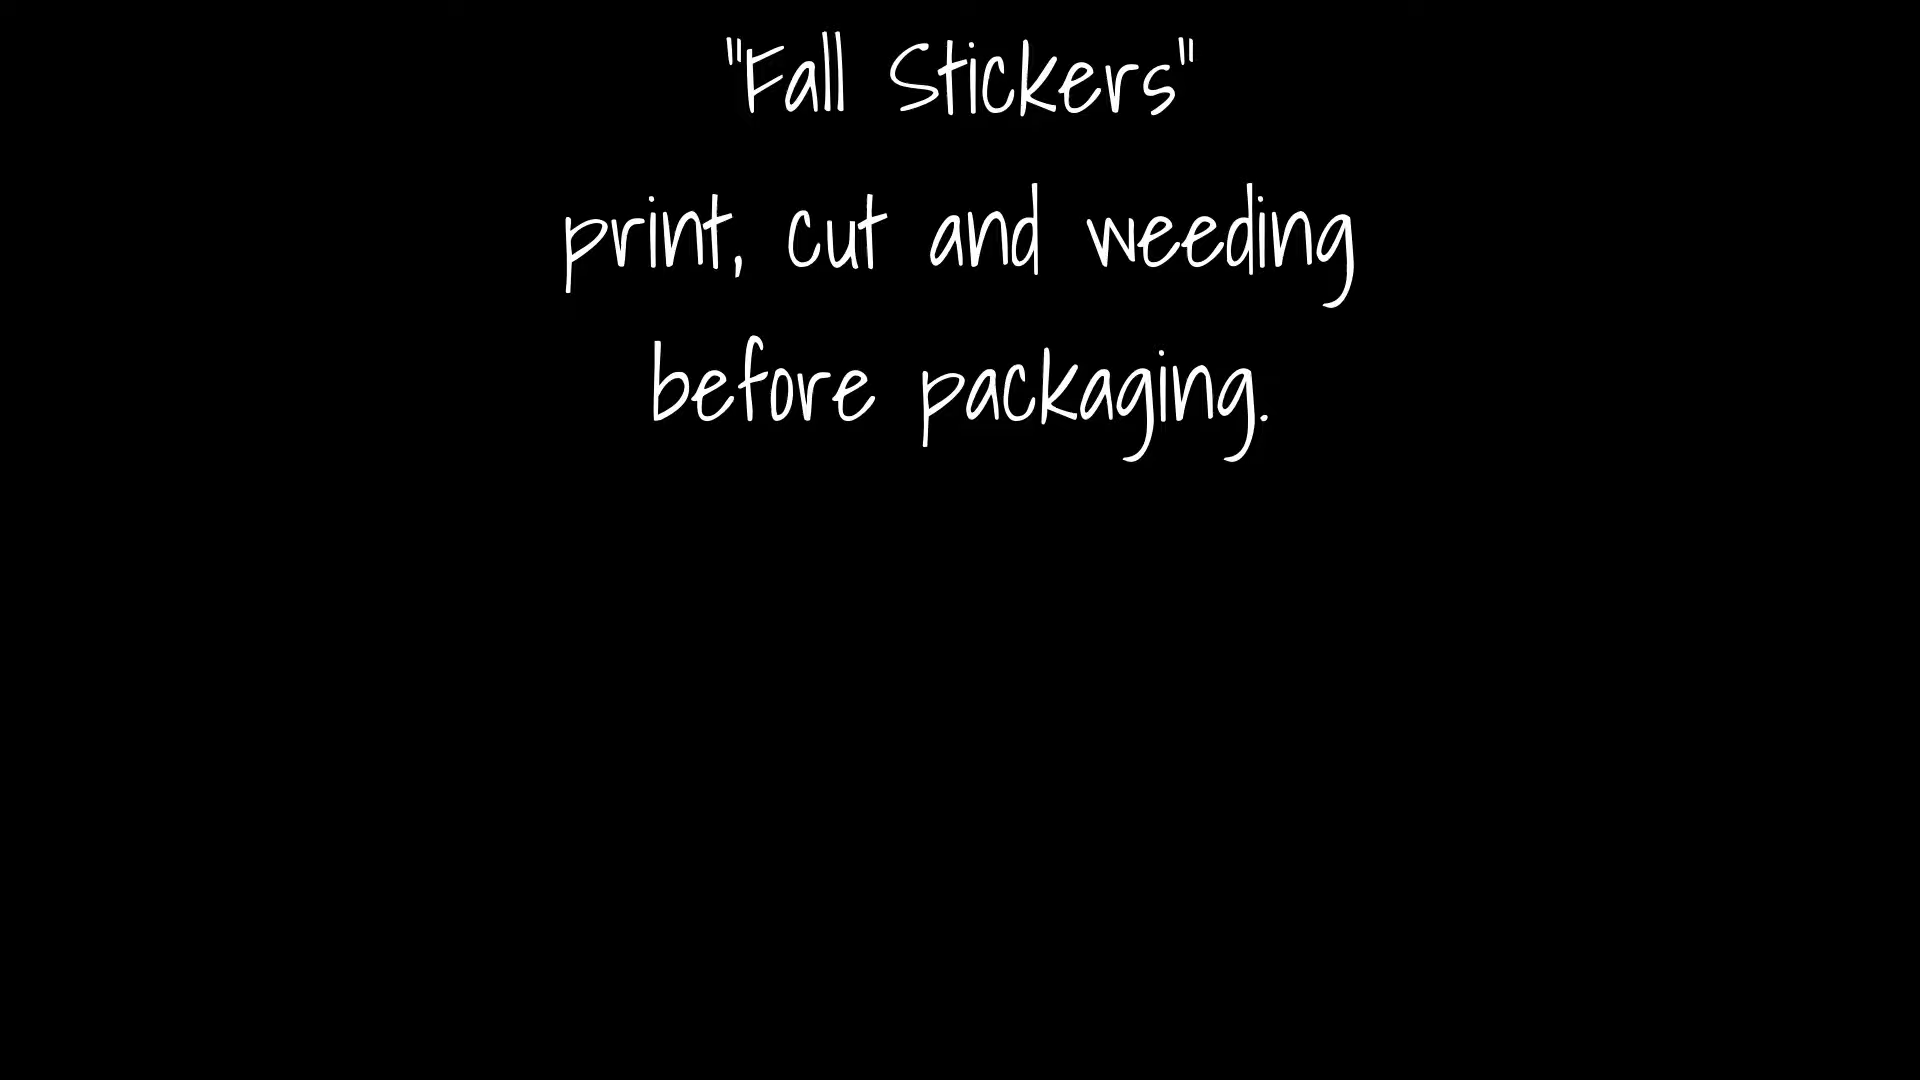 "Fall Stickers"
print, cut and weeding
before packaging.